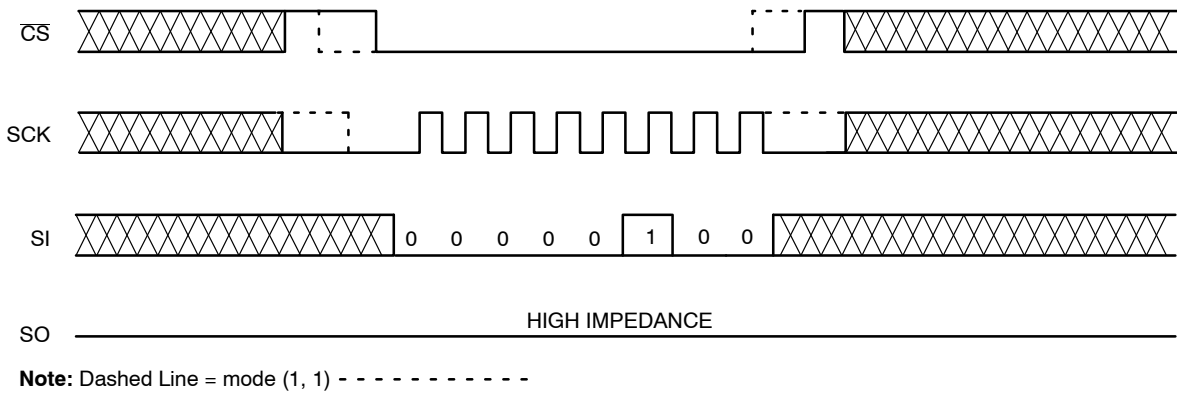 C̅S̅
SCK
SI 0 0 0 0 0 1 0 0
HIGH IMPEDANCE
SO
Note: Dashed Line = mode (1, 1) - - - - - - - - - - -